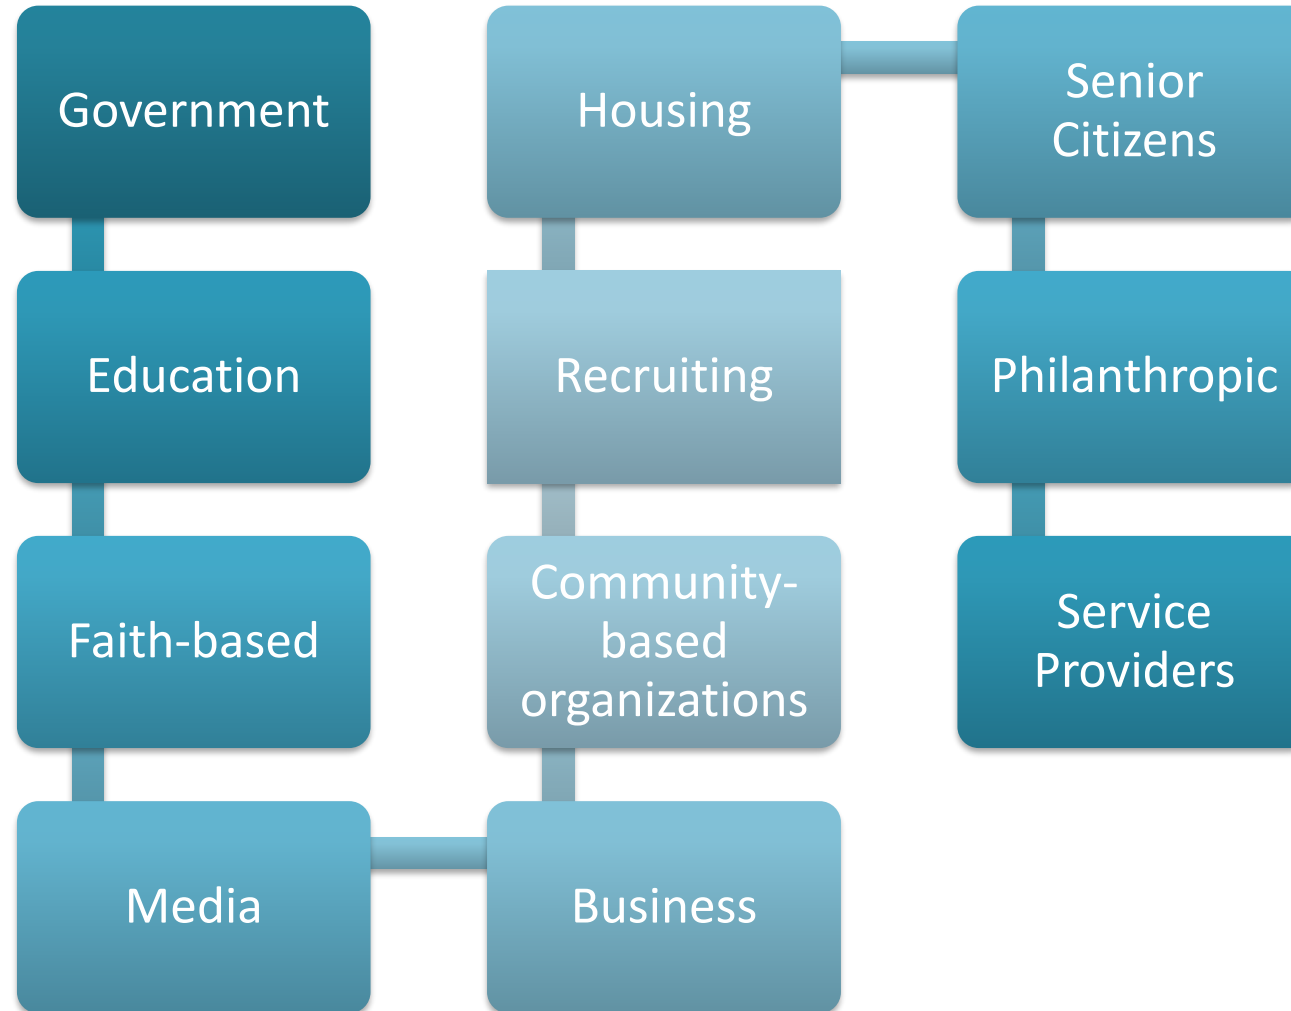 Government
Education
Faith-based
Media
Business
Community-
based
organizations
Recruiting
Housing
Senior
Citizens
Philanthropic
Service
Providers